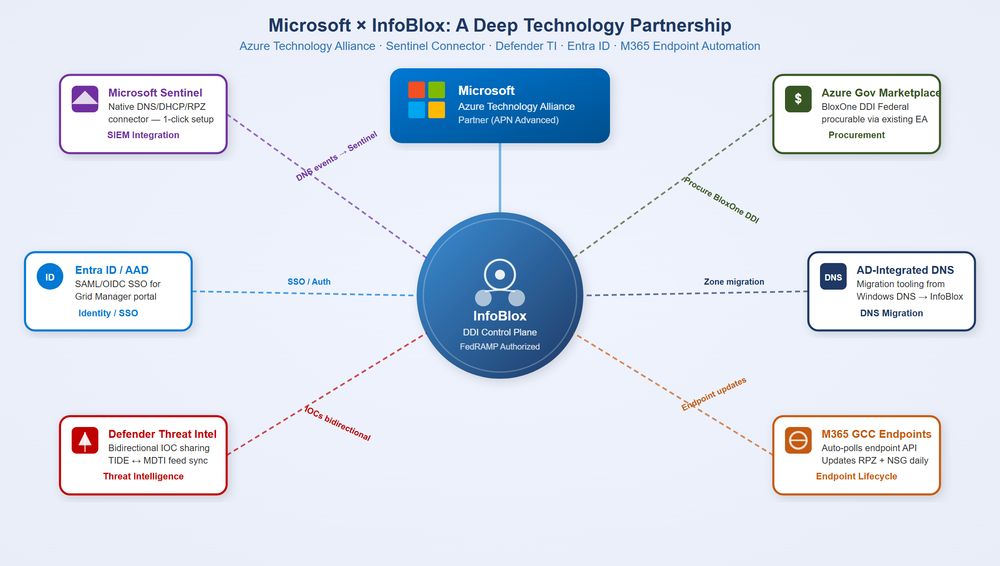 Microsoft × InfoBlox: A Deep Technology Partnership
Azure Technology Alliance · Sentinel Connector · Defender TI · Entra ID · M365 Endpoint Automation
Microsoft Sentinel
Native DNS/DHCP/RPZ
connector — 1-click setup
SIEM Integration
Microsoft
Azure Technology Alliance
Partner (APN Advanced)
$
Azure Gov Marketplace
BloxOne DDI Federal
procurable via existing EA
Procurement
DNS events → Sentinel
Procure BloxOne DDI
ID
Entra ID / AAD
SAML/OIDC SSO for
Grid Manager portal
Identity / SSO
SSO / Auth
InfoBlox
DDI Control Plane
FedRAMP Authorized
Zone migration
DNS
AD-Integrated DNS
Migration tooling from
Windows DNS → InfoBlox
DNS Migration
IOCs bidirectional
Endpoint updates
Defender Threat Intel
Bidirectional IOC sharing
TIDE ↔ MDTI feed sync
Threat Intelligence
M365 GCC Endpoints
Auto-polls endpoint API
Updates RPZ + NSG daily
Endpoint Lifecycle